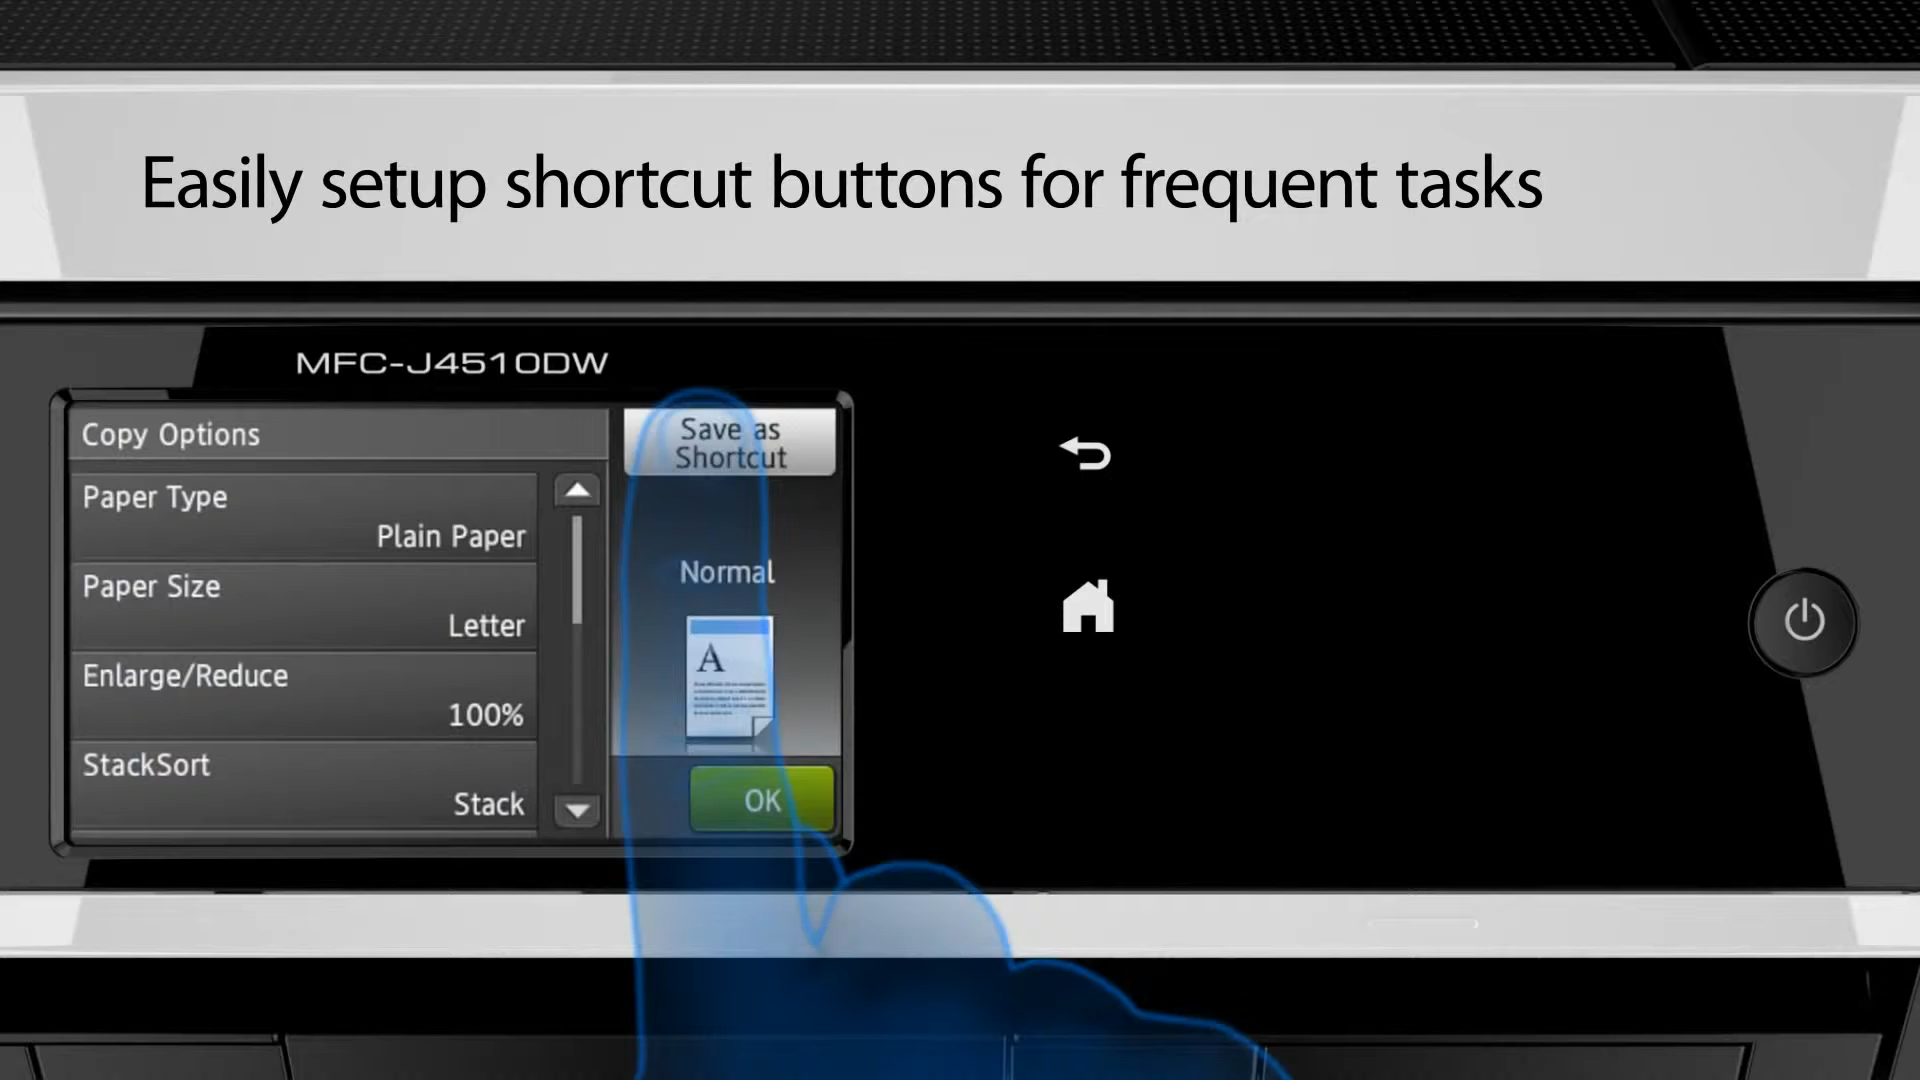 Easily setup shortcut buttons for frequent tasks
MFC-J4510DW
Copy Options
Save as
Shortcut
Paper Type
Plain Paper
Normal
Paper Size
Letter
Enlarge/Reduce
100%
A
StackSort
Stack
OK